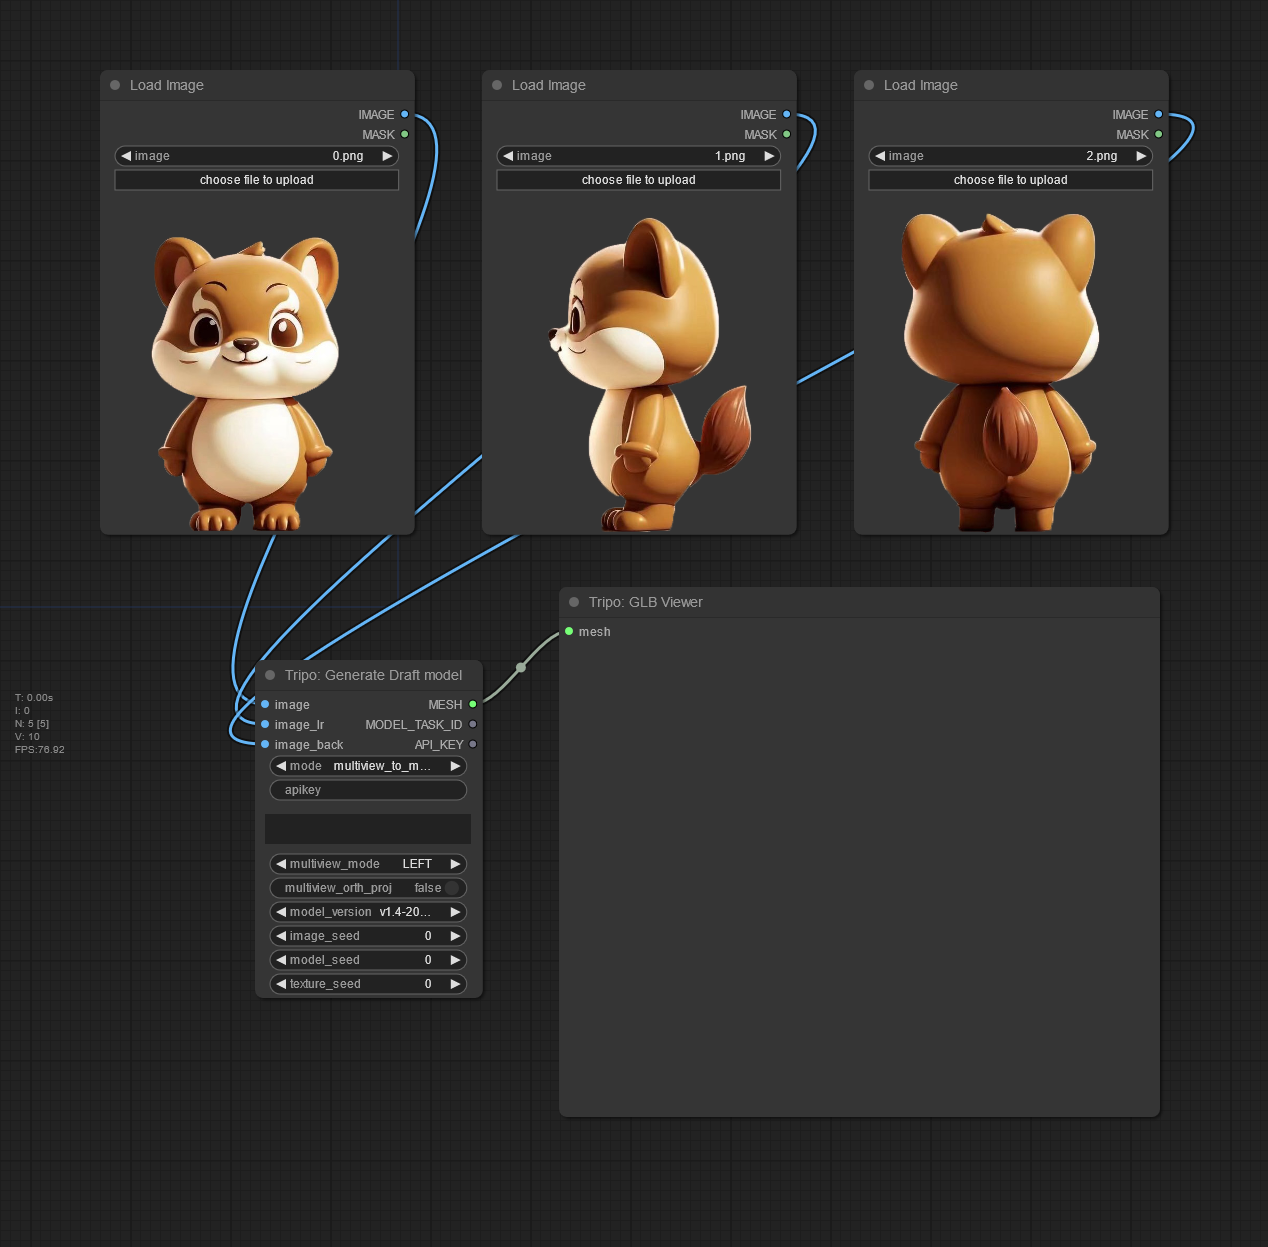 Load Image
IMAGE
MASK
image 0.png
choose file to upload
Load Image
IMAGE
MASK
image 1.png
choose file to upload
Load Image
IMAGE
MASK
image 2.png
choose file to upload
Tripo: GLB Viewer
mesh
Tripo: Generate Draft model
image MESH
image_lr MODEL_TASK_ID
image_back API_KEY
mode multiview_to_m...
apikey
multiview_mode LEFT
multiview_orth_proj false
model_version v1.4-20...
image_seed 0
model_seed 0
texture_seed 0
T: 0.00s
I: 0
N: 5 [5]
V: 10
FPS:76.92